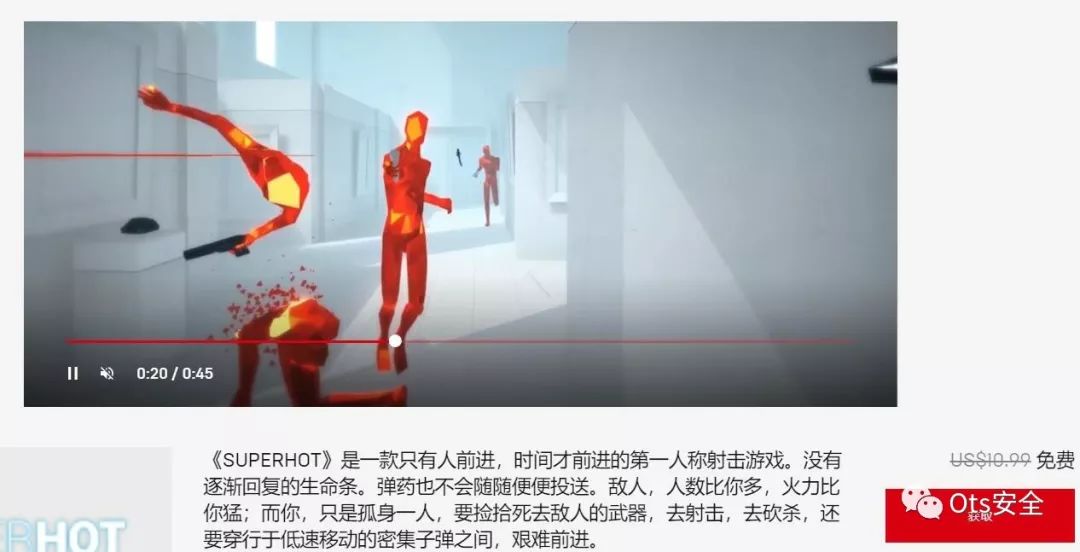 0:20 / 0:45
《SUPERHOT》是一款只有人前进，时间才前进的第一人称射击游戏。没有
逐渐回复的生命条。弹药也不会随随便便投送。敌人，人数比你多，火力比
你猛；而你，只是孤身一人，要捡拾死去敌人的武器，去射击，去砍杀，还
要穿行于低速移动的密集子弹之间，艰难前进。
US$10.99 免费
Ots安全
获取
RHOT